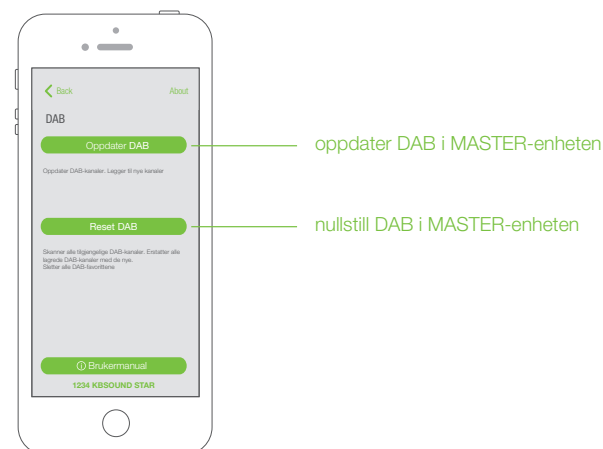 Back About
DAB
Oppdater DAB
oppdater DAB i MASTER-enheten
Oppdater DAB-kanaler. Legger til nye kanaler
Reset DAB
nullstill DAB i MASTER-enheten
Skanner alle tilgjengelige DAB-kanaler. Erstatter alle
lagrede DAB-kanaler med de nye.
Sletter alle DAB-favorittene
Brukermanual
1234 KBSOUND STAR